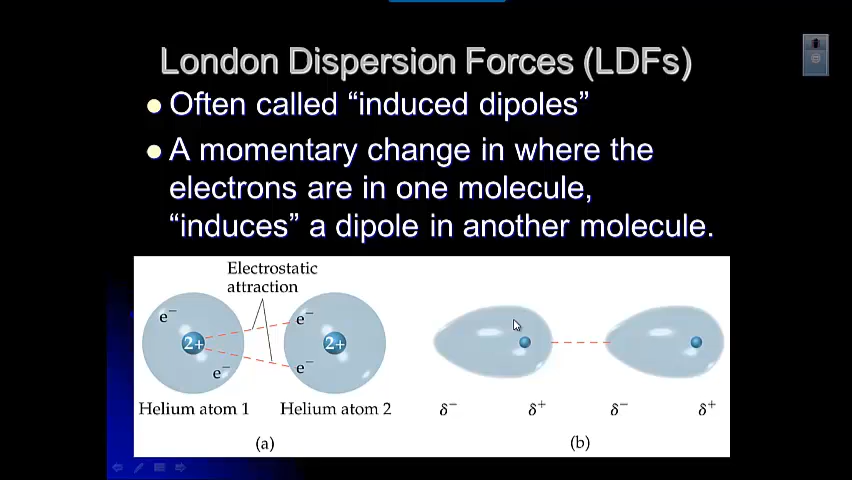 London Dispersion Forces (LDFs)
Often called “induced dipoles”
A momentary change in where the
electrons are in one molecule,
“induces” a dipole in another molecule.
Electrostatic
attraction
e⁻ e⁻
2+ 2+
e⁻ e⁻
Helium atom 1 Helium atom 2
(a)
δ⁻ δ⁺ δ⁻ δ⁺
(b)